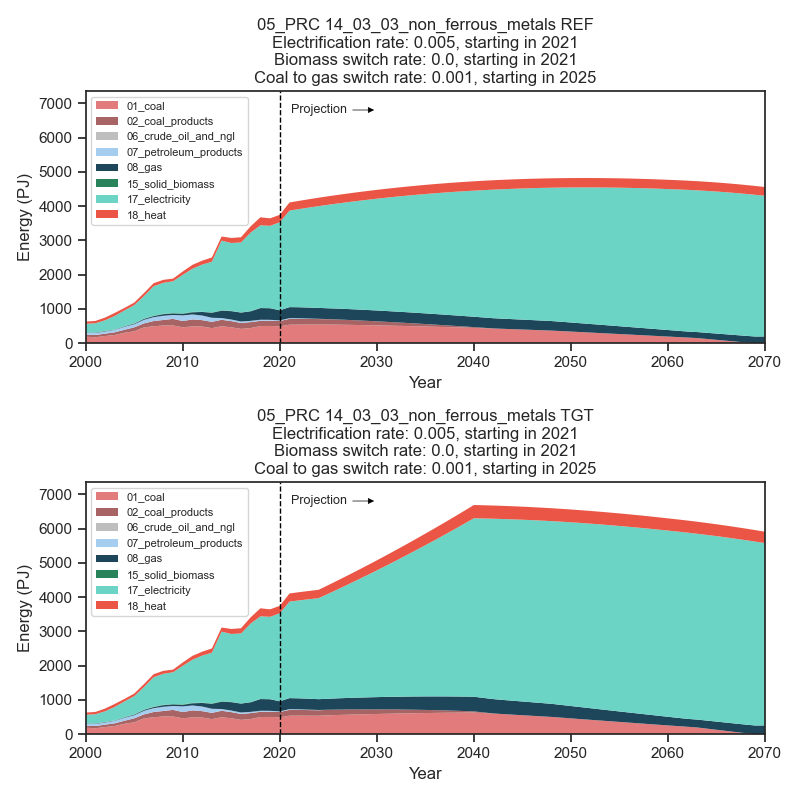 05_PRC 14_03_03_non_ferrous_metals REF
Electrification rate: 0.005, starting in 2021
Biomass switch rate: 0.0, starting in 2021
Coal to gas switch rate: 0.001, starting in 2025
7000
6000
5000
4000
3000
2000
1000
0
Energy (PJ)
01_coal
02_coal_products
06_crude_oil_and_ngl
07_petroleum_products
08_gas
15_solid_biomass
17_electricity
18_heat
Projection
2000 2010 2020 2030 2040 2050 2060 2070
Year
05_PRC 14_03_03_non_ferrous_metals TGT
Electrification rate: 0.005, starting in 2021
Biomass switch rate: 0.0, starting in 2021
Coal to gas switch rate: 0.001, starting in 2025
7000
6000
5000
4000
3000
2000
1000
0
Energy (PJ)
01_coal
02_coal_products
06_crude_oil_and_ngl
07_petroleum_products
08_gas
15_solid_biomass
17_electricity
18_heat
Projection
2000 2010 2020 2030 2040 2050 2060 2070
Year